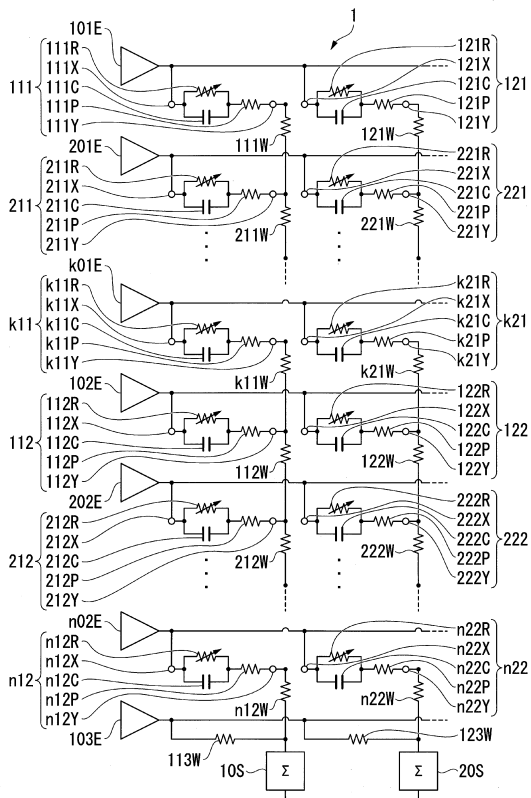 1
101E
111R
111X
111C
111P
111Y
111
111W
121R
121X
121C
121P
121Y
121
121W
201E
211R
211X
211C
211P
211Y
211
211W
221R
221X
221C
221P
221Y
221
221W
k01E
k11R
k11X
k11C
k11P
k11Y
k11
k11W
k21R
k21X
k21C
k21P
k21Y
k21
k21W
102E
112R
112X
112C
112P
112Y
112
112W
122R
122X
122C
122P
122Y
122
122W
202E
212R
212X
212C
212P
212Y
212
212W
222R
222X
222C
222P
222Y
222
222W
n02E
n12R
n12X
n12C
n12P
n12Y
n12
n12W
n22R
n22X
n22C
n22P
n22Y
n22
n22W
103E
113W
123W
10S
Σ
Σ
20S